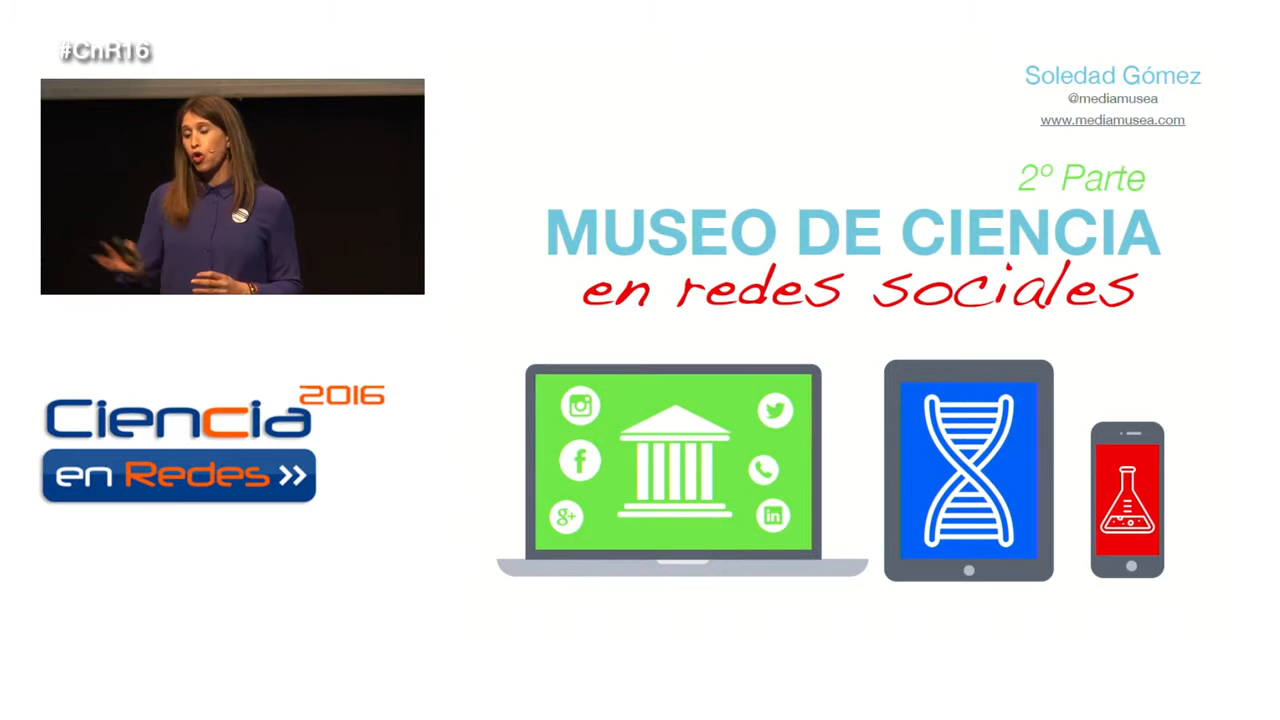 #CnR16
Soledad Gómez
@mediamusea
www.mediamusea.com
2º Parte
MUSEO DE CIENCIA
en redes sociales
g+
in
Ciencia 2016
en Redes »